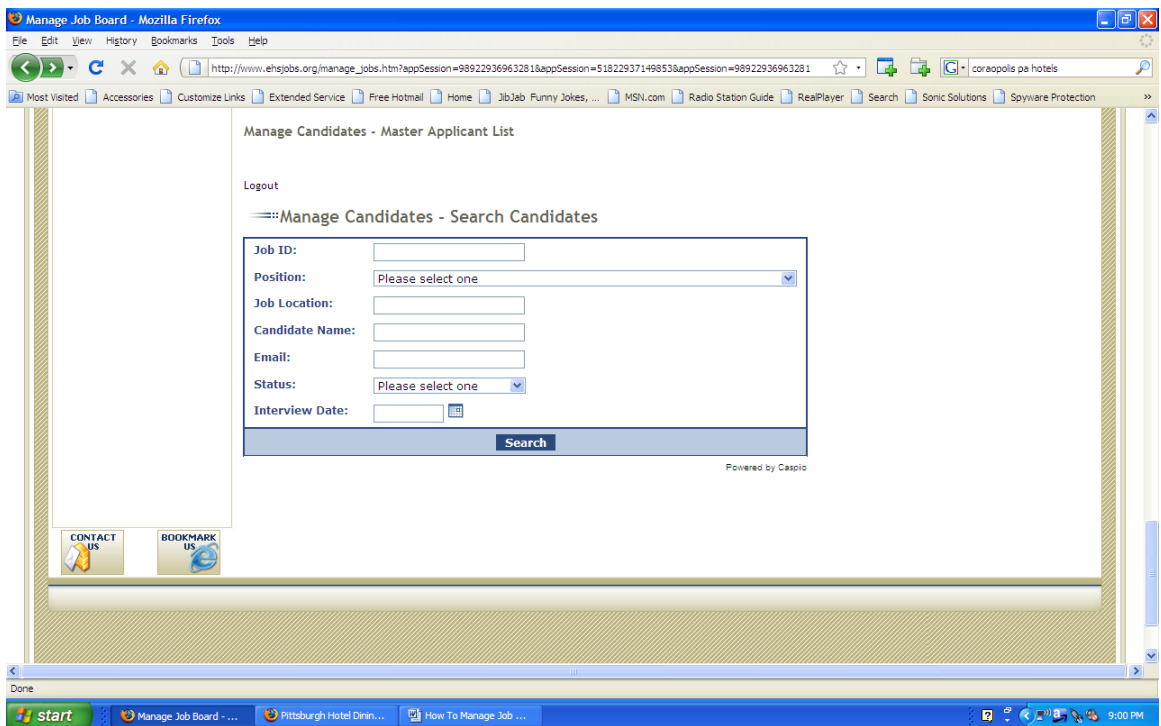 Manage Job Board - Mozilla Firefox
File Edit View History Bookmarks Tools Help
http://www.ehsjobs.org/manage_jobs.htm?appSession=98922936963281&appSession=51822937149853&appSession=98922936963281 G coraopolis pa hotels
Most Visited Accessories Customize Links Extended Service Free Hotmail Home JibJab Funny Jokes, ... MSN.com Radio Station Guide RealPlayer Search Sonic Solutions Spyware Protection »
Manage Candidates - Master Applicant List
Logout
Manage Candidates - Search Candidates
Job ID:
Position: Please select one
Job Location:
Candidate Name:
Email:
Status: Please select one
Interview Date:
Search
Powered by Caspio
CONTACT US
BOOKMARK US
Done
start Manage Job Board - ... Pittsburgh Hotel Dinin... How To Manage Job ... 9:00 PM